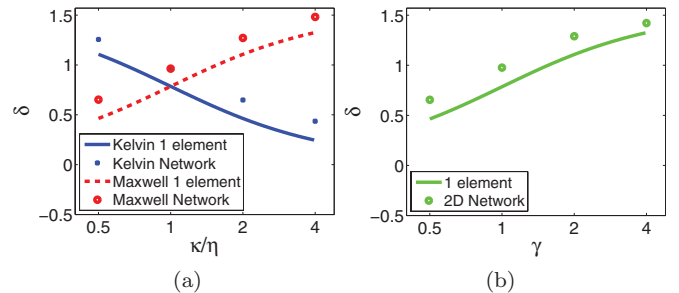 1.5
1
0.5
0
−0.5
δ
Kelvin 1 element
Kelvin Network
Maxwell 1 element
Maxwell Network
0.5 1 2 4
κ/η
(a)
1.5
1
0.5
0
−0.5
δ
1 element
2D Network
0.5 1 2 4
γ
(b)